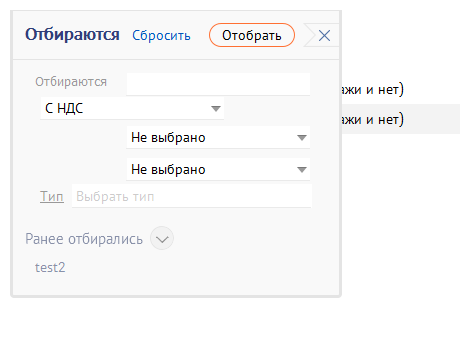 Отбираются Сбросить Отобрать
Отбираются
ажи и нет)
С НДС
ажи и нет)
Не выбрано
Не выбрано
Тип Выбрать тип
Ранее отбирались
test2